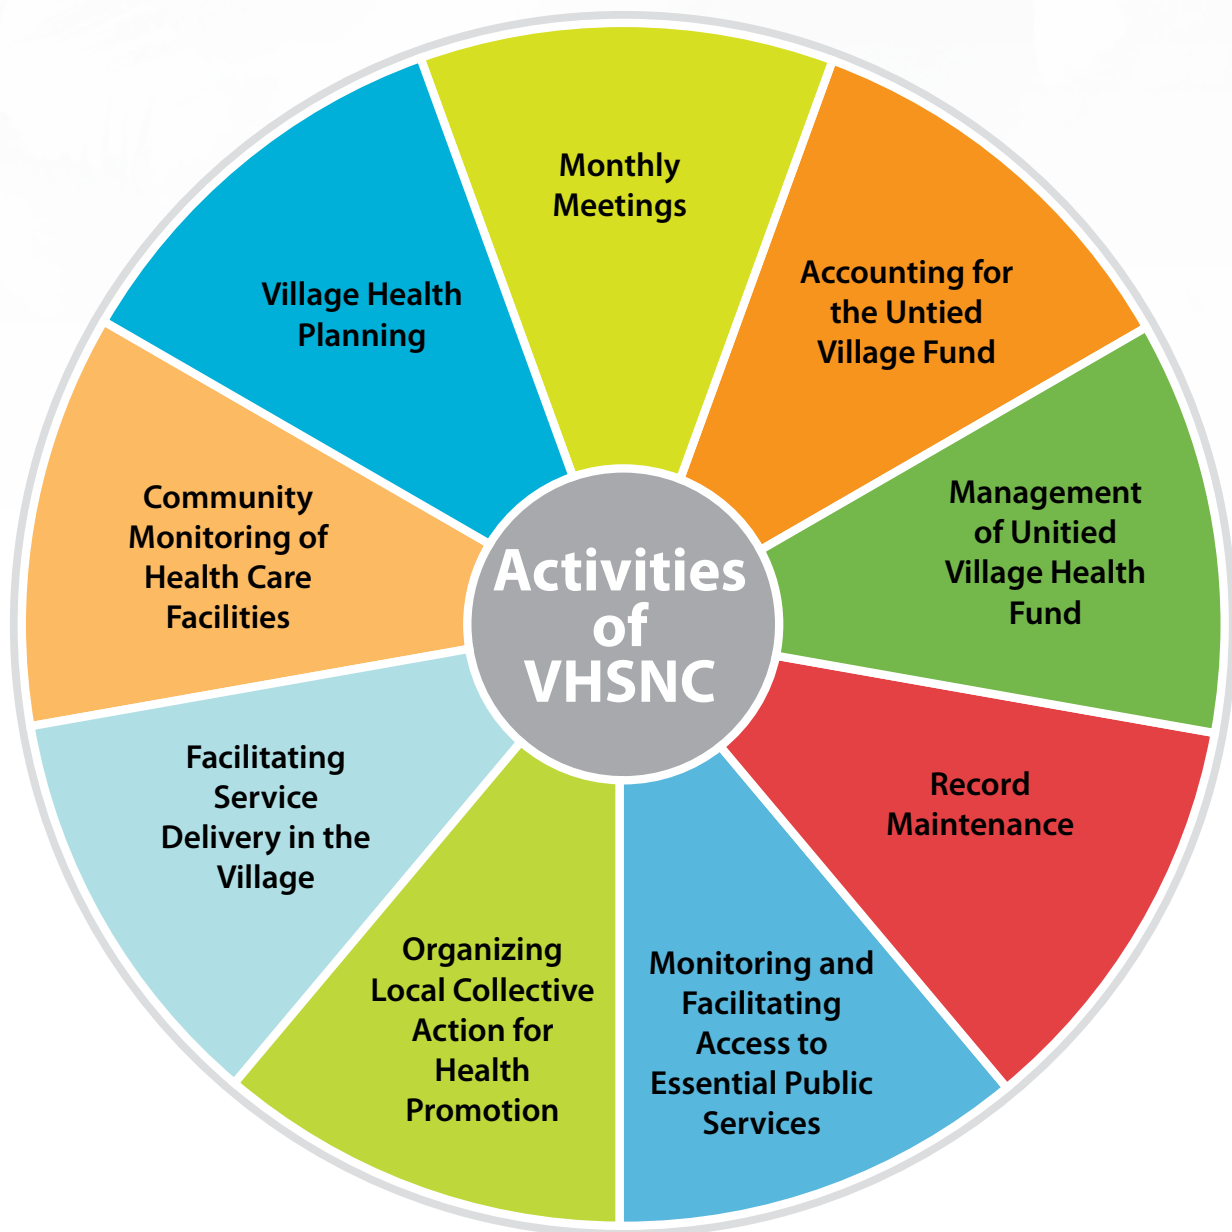 Monthly
Meetings
Accounting for
the Untied
Village Fund
Management
of Unitied
Village Health
Fund
Record
Maintenance
Monitoring and
Facilitating
Access to
Essential Public
Services
Organizing
Local Collective
Action for
Health
Promotion
Facilitating
Service
Delivery in the
Village
Community
Monitoring of
Health Care
Facilities
Village Health
Planning
Activities
of
VHSNC